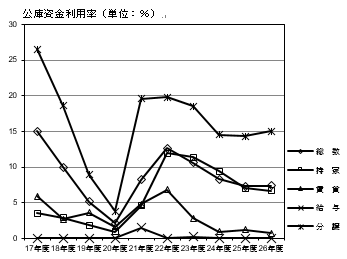 公庫資金利用率（単位：％）
30
25
20
15
10
5
0
17年度 18年度 19年度 20年度 21年度 22年度 23年度 24年度 25年度 26年度
総 数
持 家
賃 貸
給 与
分 譲